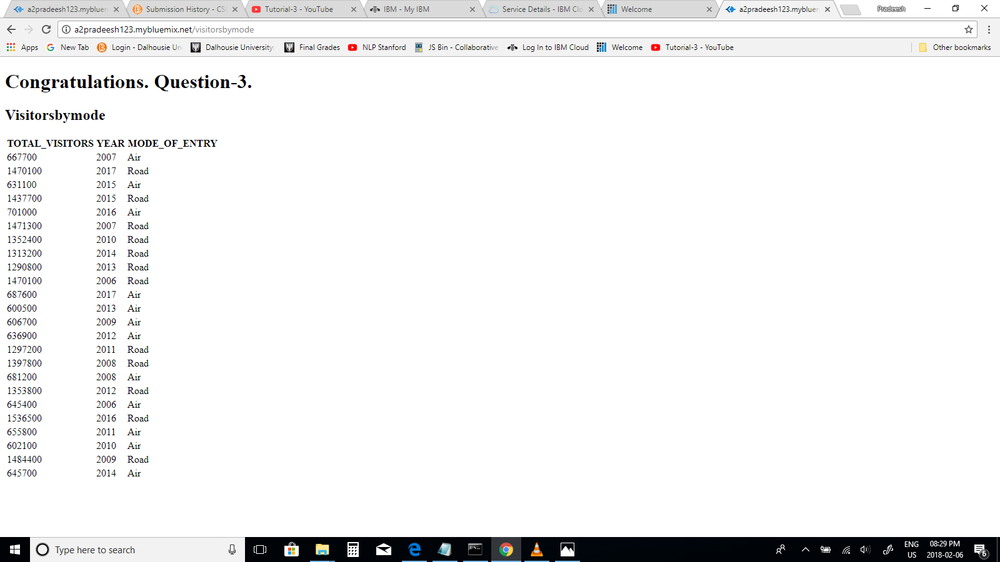 a2pradeesh123.mybluem
Submission History - CS
Tutorial-3 - YouTube
IBM - My IBM
Service Details - IBM Clo
Welcome
a2pradeesh123.mybluem
Pradeesh
a2pradeesh123.mybluemix.net/visitorsbymode
Apps New Tab Login - Dalhousie Un Dalhousie University: Final Grades NLP Stanford JS Bin - Collaborative Log In to IBM Cloud Welcome Tutorial-3 - YouTube Other bookmarks
Congratulations. Question-3.
Visitorsbymode
TOTAL_VISITORS YEAR MODE_OF_ENTRY
667700 2007 Air
1470100 2017 Road
631100 2015 Air
1437700 2015 Road
701000 2016 Air
1471300 2007 Road
1352400 2010 Road
1313200 2014 Road
1290800 2013 Road
1470100 2006 Road
687600 2017 Air
600500 2013 Air
606700 2009 Air
636900 2012 Air
1297200 2011 Road
1397800 2008 Road
681200 2008 Air
1353800 2012 Road
645400 2006 Air
1536500 2016 Road
655800 2011 Air
602100 2010 Air
1484400 2009 Road
645700 2014 Air
Type here to search
ENG
US
08:29 PM
2018-02-06
6